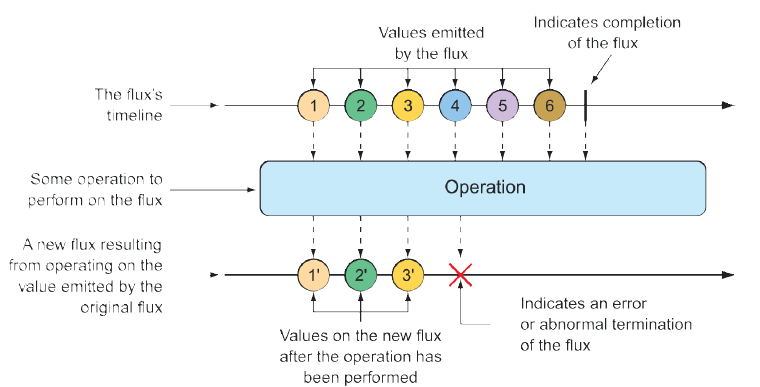 Values emitted
by the flux
Indicates completion
of the flux
The flux's
timeline
1 2 3 4 5 6
Some operation to
perform on the flux
Operation
A new flux resulting
from operating on the
value emitted by the
original flux
1' 2' 3'
Values on the new flux
after the operation has
been performed
Indicates an error
or abnormal termination
of the flux